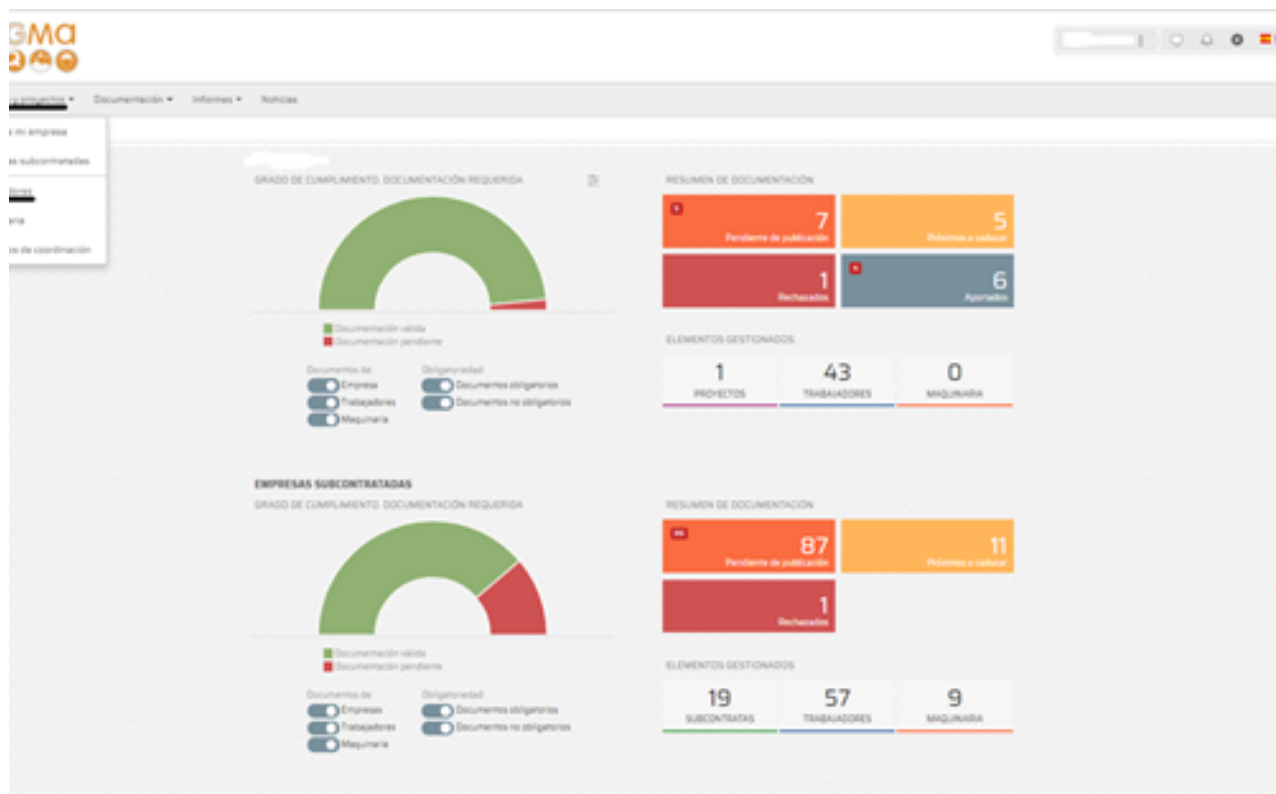 GMA
y proyectos Documentación Informes Noticias
mi empresa
subcontratadas
de coordinación
GRADO DE CUMPLIMIENTO. DOCUMENTACIÓN REQUERIDA
Documentación válida
Documentación pendiente
Documentos de: Obligatoriedad:
Empresa Documentos obligatorios
Trabajadores Documentos no obligatorios
Maquinaria
RESUMEN DE DOCUMENTACIÓN
7
Pendiente de publicación
5
Próximos a caducar
1
Rechazados
6
Aportados
ELEMENTOS GESTIONADOS
1 43 0
PROYECTOS TRABAJADORES MAQUINARIA
EMPRESAS SUBCONTRATADAS
GRADO DE CUMPLIMIENTO. DOCUMENTACIÓN REQUERIDA
Documentación válida
Documentación pendiente
Documentos de: Obligatoriedad:
Empresas Documentos obligatorios
Trabajadores Documentos no obligatorios
Maquinaria
RESUMEN DE DOCUMENTACIÓN
87
Pendiente de publicación
11
Próximos a caducar
1
Rechazados
ELEMENTOS GESTIONADOS
19 57 9
SUBCONTRATAS TRABAJADORES MAQUINARIA